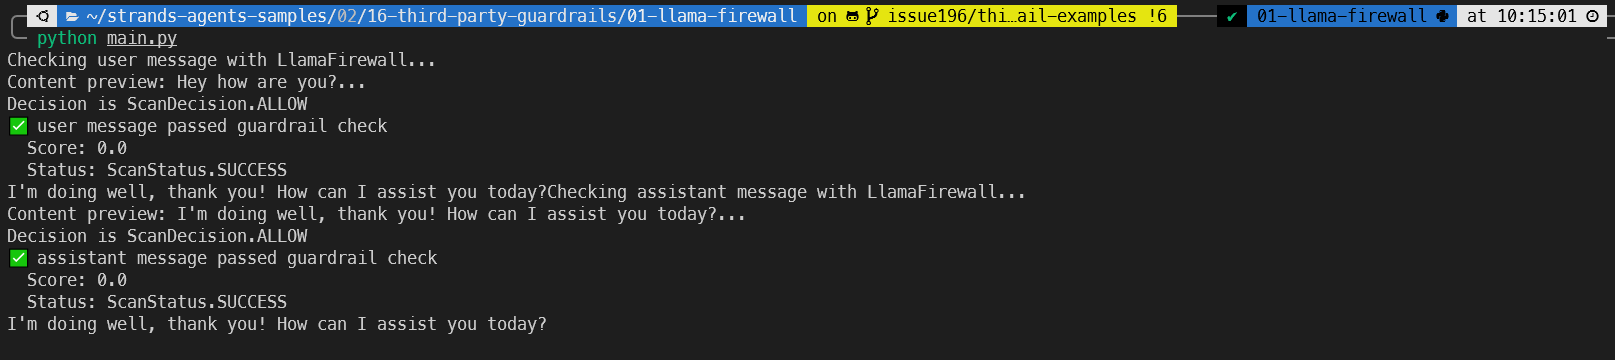 ~/strands-agents-samples/02/16-third-party-guardrails/01-llama-firewall on issue196/thi…ail-examples !6 ✔ 01-llama-firewall at 10:15:01
python main.py
Checking user message with LlamaFirewall...
Content preview: Hey how are you?...
Decision is ScanDecision.ALLOW
✅ user message passed guardrail check
  Score: 0.0
  Status: ScanStatus.SUCCESS
I'm doing well, thank you! How can I assist you today?Checking assistant message with LlamaFirewall...
Content preview: I'm doing well, thank you! How can I assist you today?...
Decision is ScanDecision.ALLOW
✅ assistant message passed guardrail check
  Score: 0.0
  Status: ScanStatus.SUCCESS
I'm doing well, thank you! How can I assist you today?